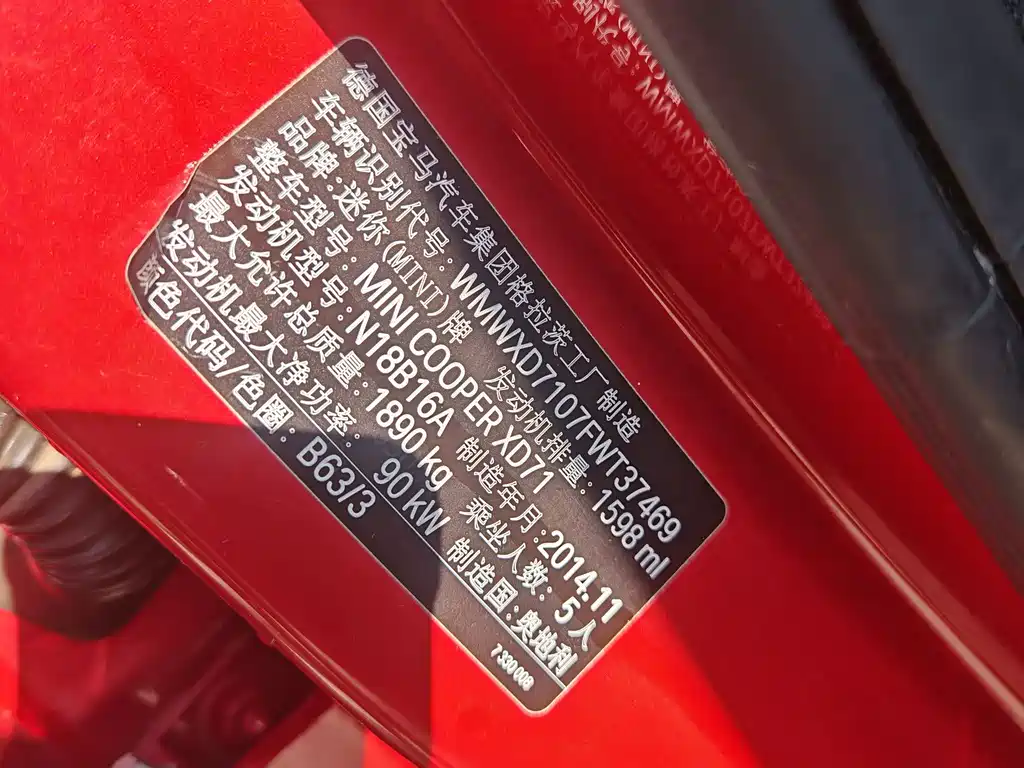 德国宝马汽车集团格拉茨工厂制造
车辆识别代号: WMWXD7107FWT37469
品牌: 迷你(MINI)牌 发动机排量: 1598 ml
整车型号: MINI COOPER XD71
发动机型号: N18B16A 制造年月: 2014.11
最大允许总质量: 1890 kg 乘坐人数: 5人
发动机最大净功率: 90 kW 制造国: 奥地利
颜色代码/色圈: B63/3 7 330 008